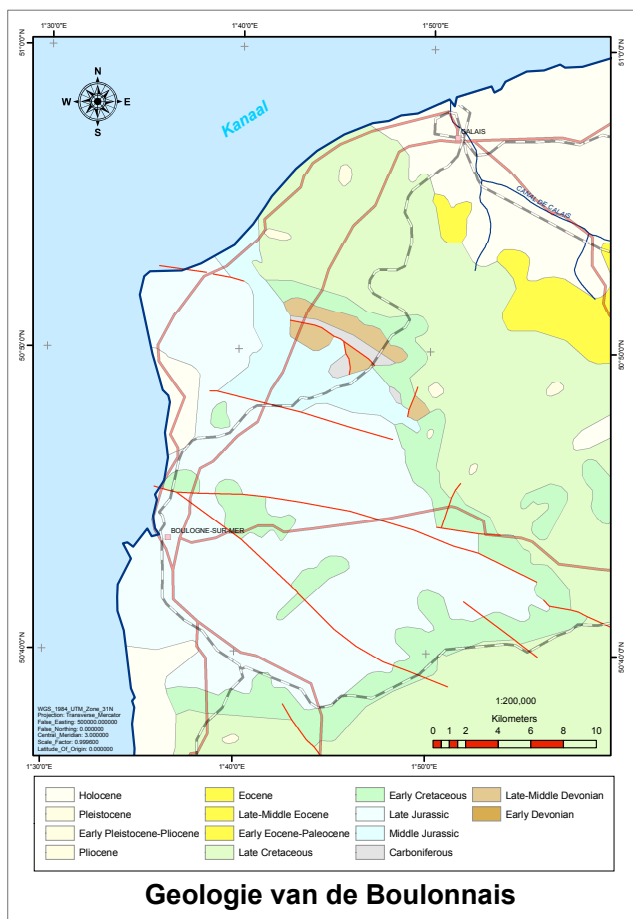 1°30'0"E 1°40'0"E 1°50'0"E
51°0'0"N
51°0'0"N
N
W E
S
Kanaal
CALAIS
CANAL DE CALAIS
50°50'0"N
50°50'0"N
BOULOGNE-SUR-MER
50°40'0"N
50°40'0"N
WGS_1984_UTM_Zone_31N
Projection: Transverse_Mercator
False_Easting: 500000.000000
False_Northing: 0.000000
Central_Meridian: 3.000000
Scale_Factor: 0.999600
Latitude_Of_Origin: 0.000000
1:200,000
Kilometers
0 1 2 4 6 8 10
1°30'0"E 1°40'0"E 1°50'0"E
Holocene
Pleistocene
Early Pleistocene-Pliocene
Pliocene
Eocene
Late-Middle Eocene
Early Eocene-Paleocene
Late Cretaceous
Early Cretaceous
Late Jurassic
Middle Jurassic
Carboniferous
Late-Middle Devonian
Early Devonian
Geologie van de Boulonnais